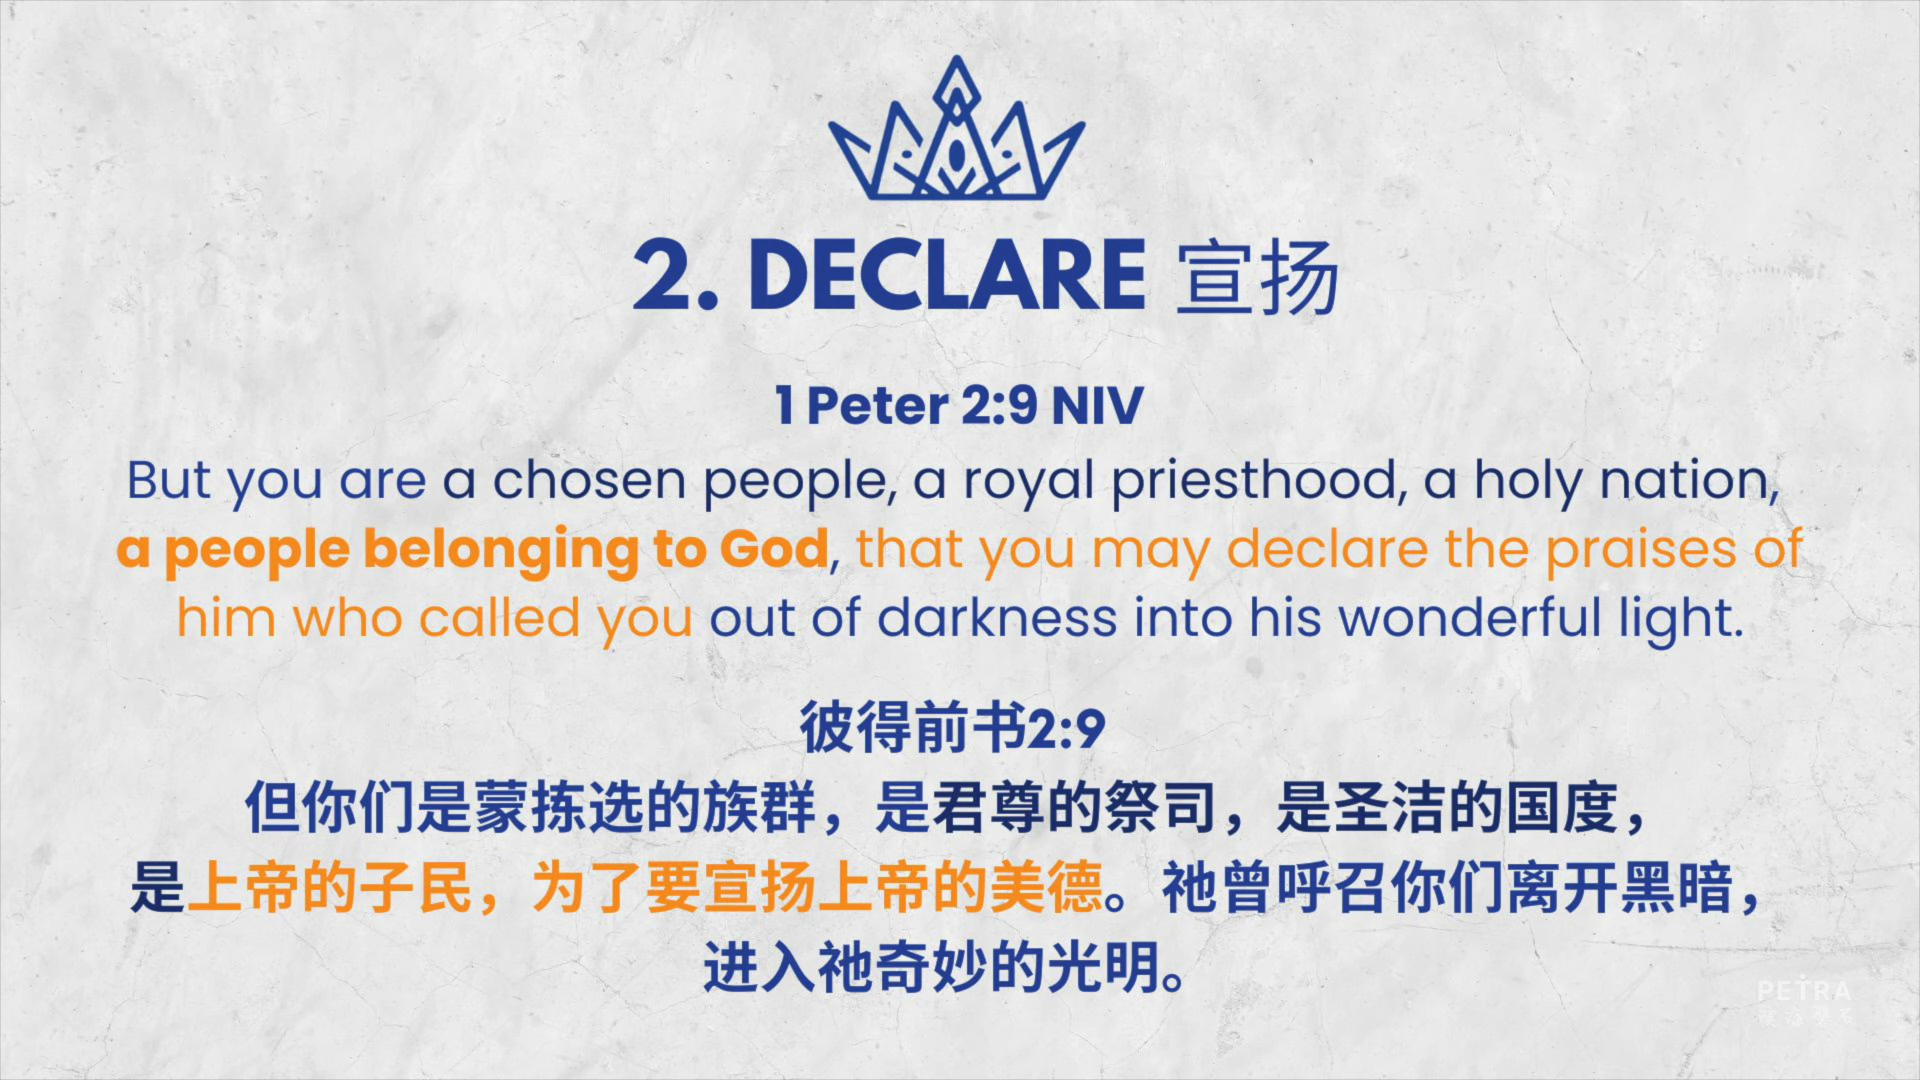 2. DECLARE 宣扬
1 Peter 2:9 NIV
But you are a chosen people, a royal priesthood, a holy nation,
a people belonging to God, that you may declare the praises of
him who called you out of darkness into his wonderful light.
彼得前书2:9
但你们是蒙拣选的族群，是君尊的祭司，是圣洁的国度，
是上帝的子民，为了要宣扬上帝的美德。祂曾呼召你们离开黑暗，
进入祂奇妙的光明。
PETRA